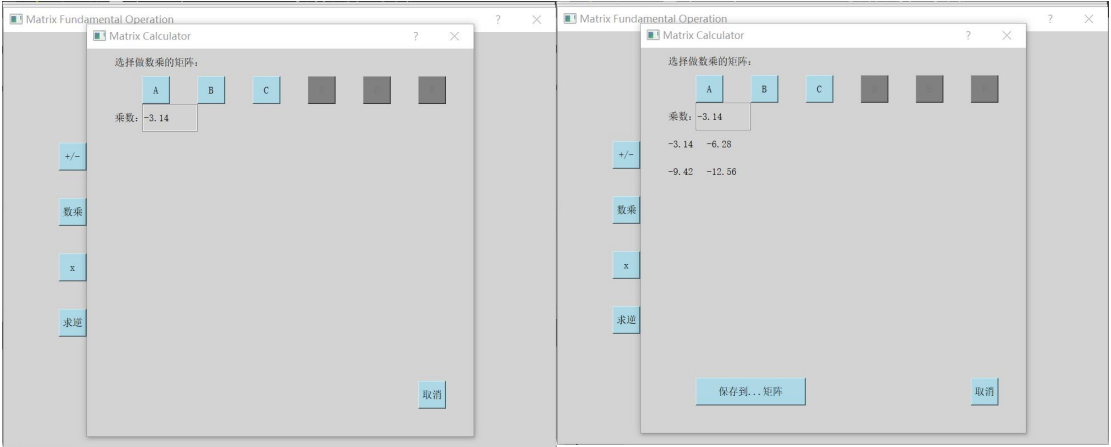 Matrix Fundamental Operation ? ×
Matrix Calculator ? ×
选择做数乘的矩阵:
A B C
乘数: -3.14
+/-
数乘
x
求逆
取消
Matrix Fundamental Operation ? ×
Matrix Calculator ? ×
选择做数乘的矩阵:
A B C
乘数: -3.14
-3.14 -6.28
-9.42 -12.56
+/-
数乘
x
求逆
保存到...矩阵 取消